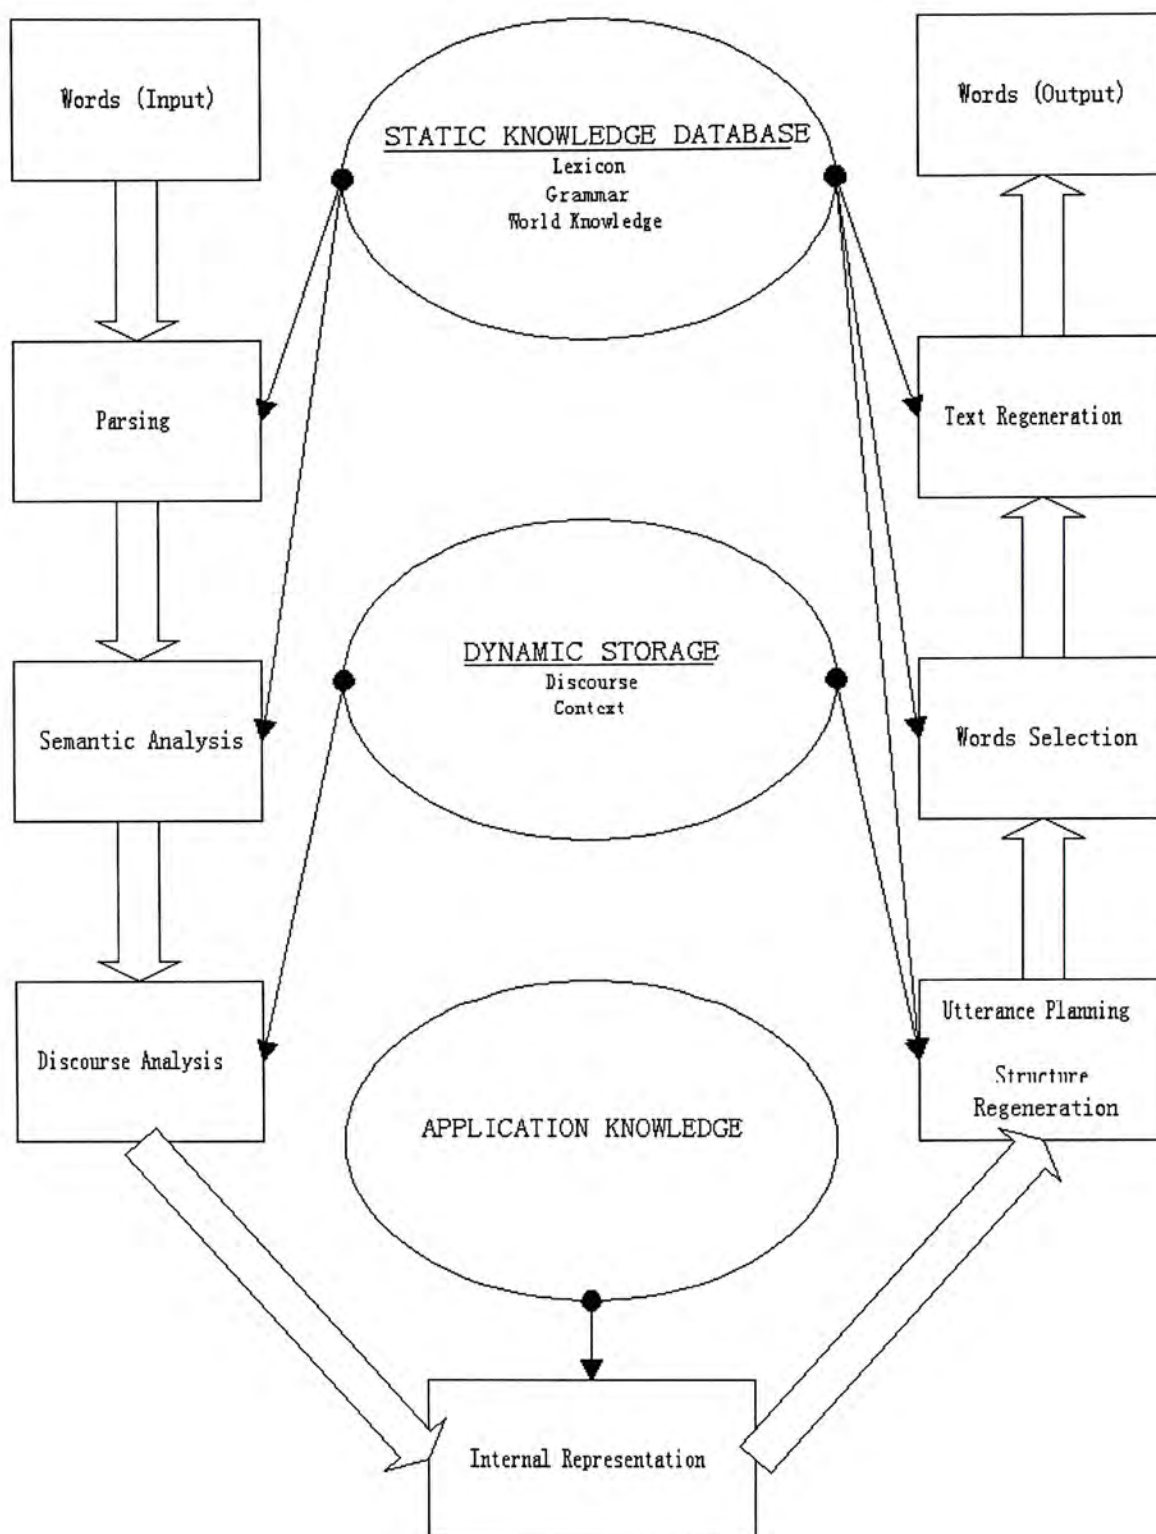 Words (Input)
STATIC KNOWLEDGE DATABASE
Lexicon
Grammar
World Knowledge
Words (Output)
Parsing
Text Regeneration
DYNAMIC STORAGE
Discourse
Context
Semantic Analysis
Words Selection
Discourse Analysis
APPLICATION KNOWLEDGE
Utterance Planning
Structure
Regeneration
Internal Representation